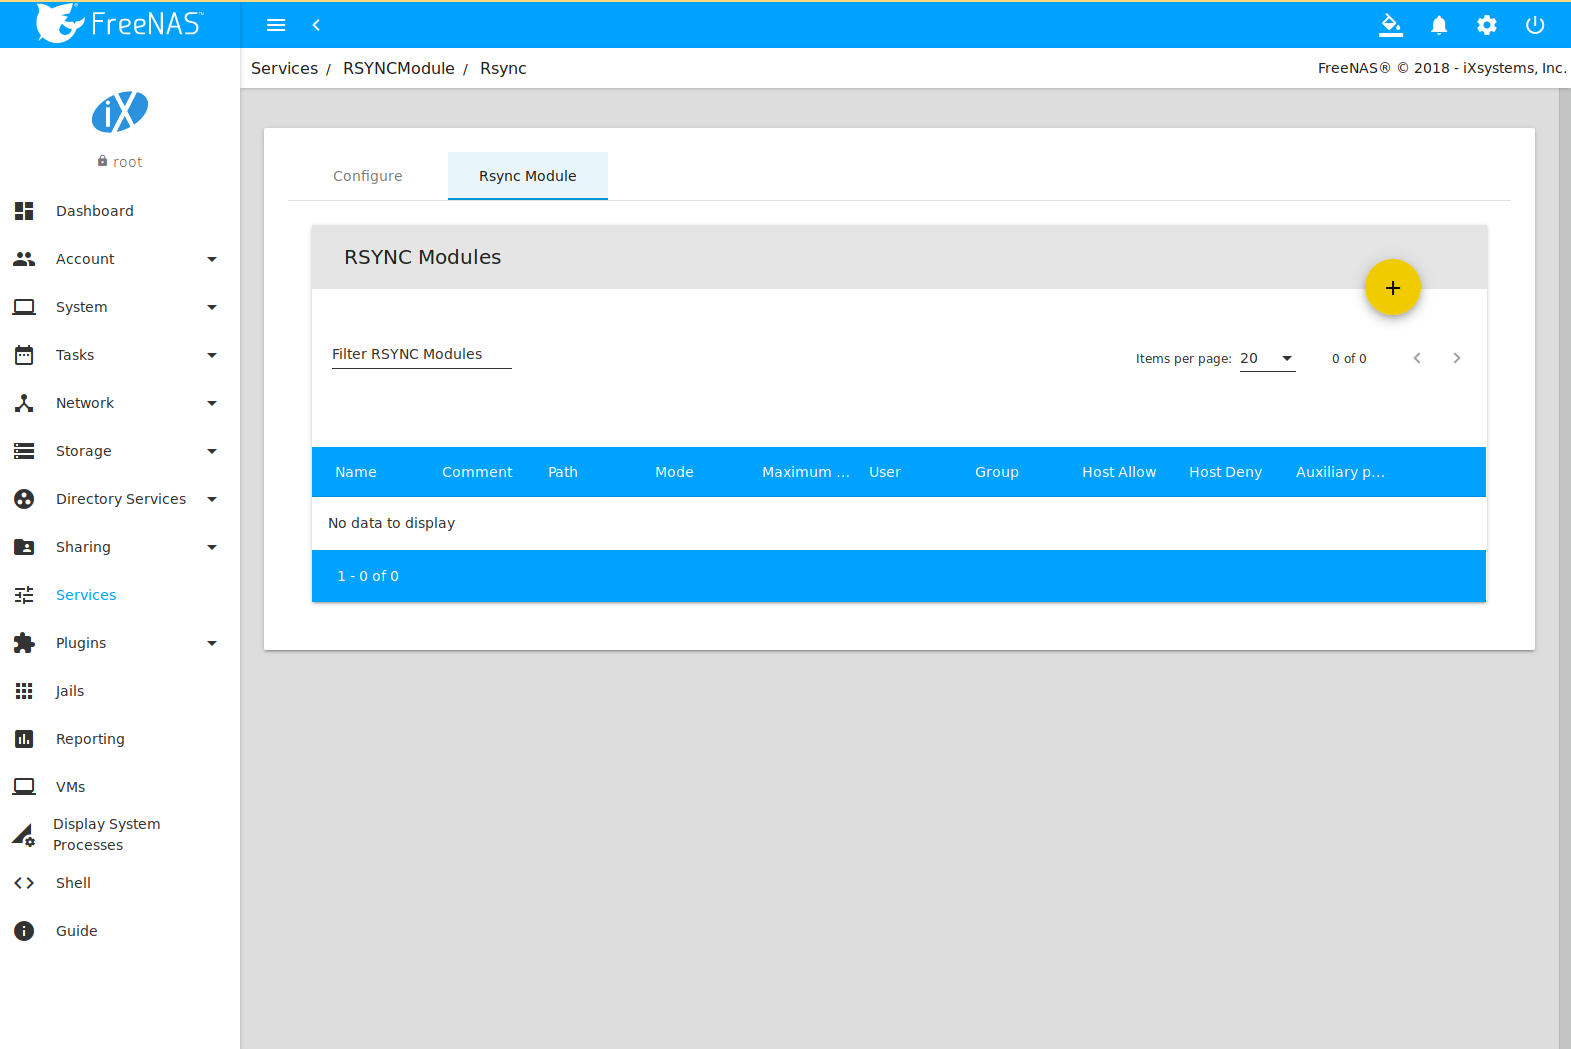 FreeNAS™
Services / RSYNCModule / Rsync
FreeNAS® © 2018 - iXsystems, Inc.
iX
root
Dashboard
Account
System
Tasks
Network
Storage
Directory Services
Sharing
Services
Plugins
Jails
Reporting
VMs
Display System
Processes
Shell
Guide
Configure
Rsync Module
RSYNC Modules
+
Filter RSYNC Modules
Items per page: 20 0 of 0
Name Comment Path Mode Maximum ... User Group Host Allow Host Deny Auxiliary p...
No data to display
1 - 0 of 0